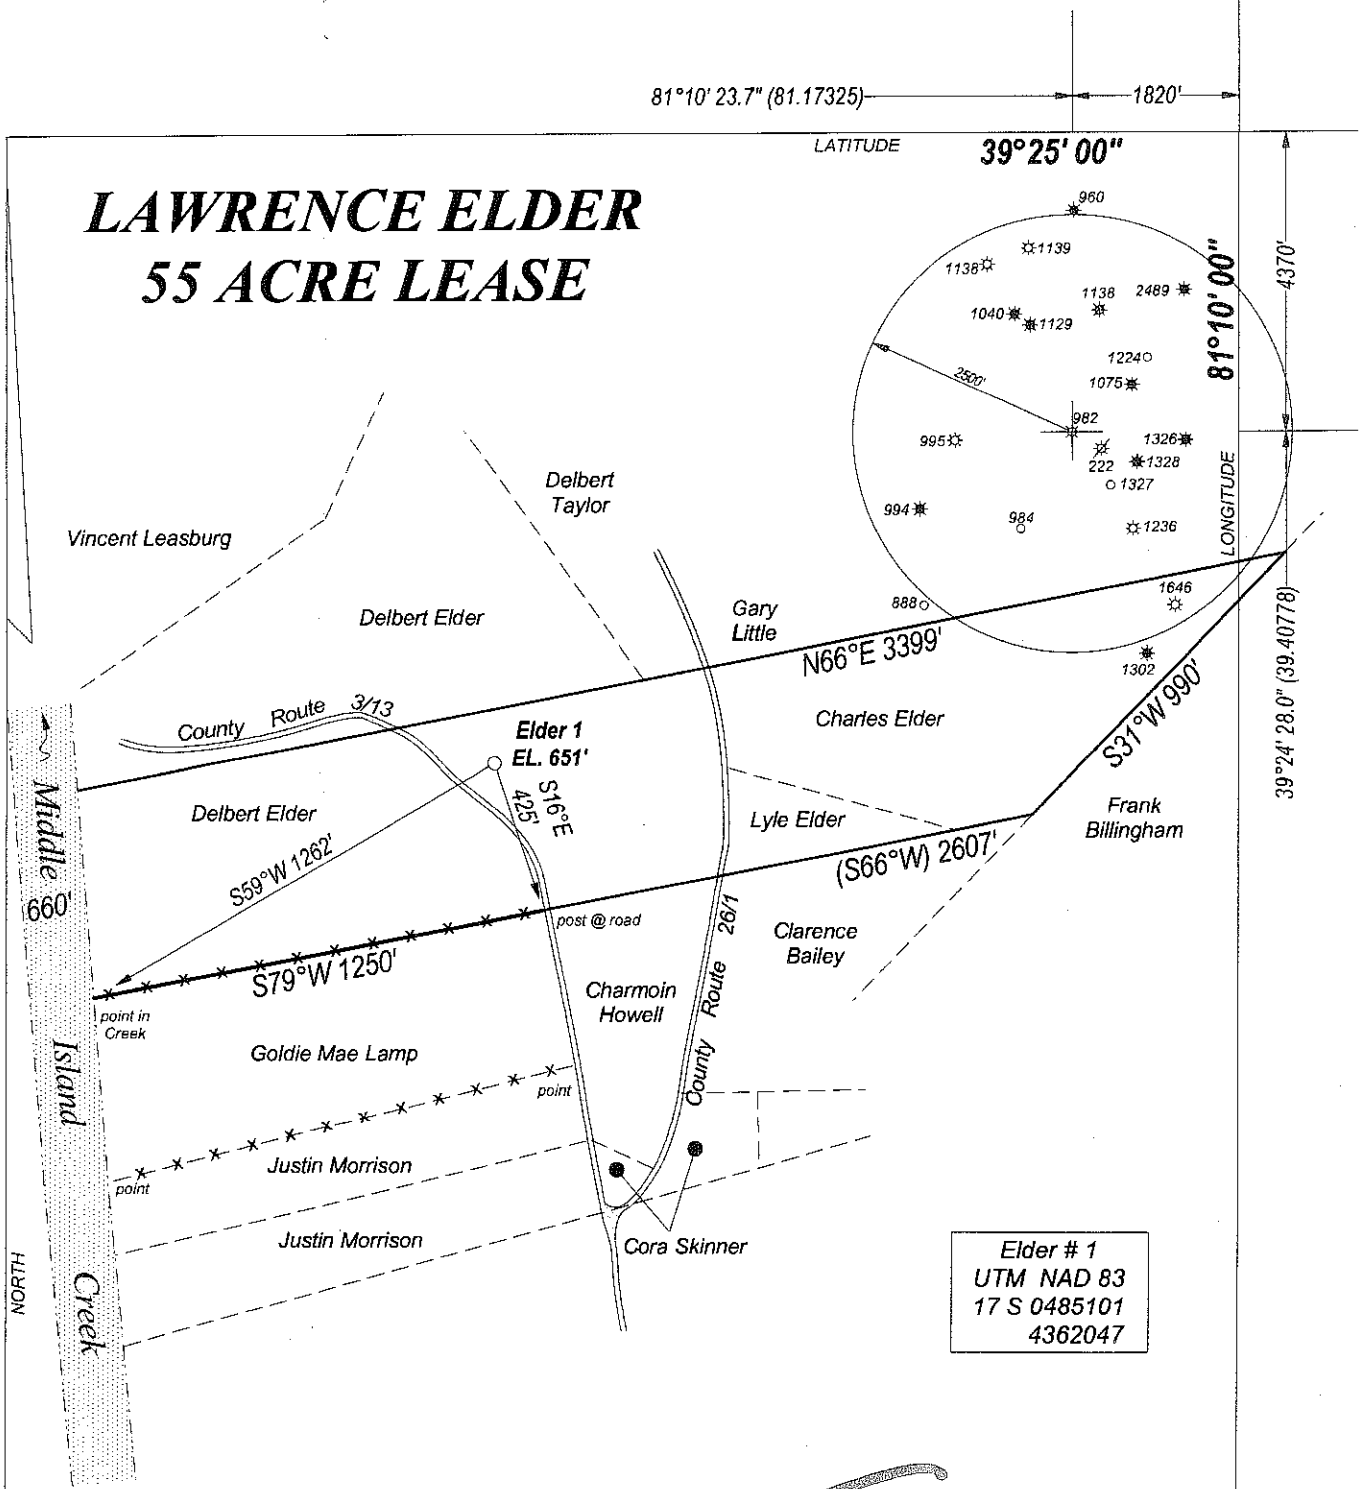 81°10' 23.7" (81.17325)
1820'
LATITUDE
39°25' 00"
LAWRENCE ELDER
55 ACRE LEASE
960
1139
1138
1138
2489
1040
1129
1224
1075
2500'
982
995
1326
222
1328
1327
994
984
1236
888
1646
1302
81°10' 00"
LONGITUDE
4370'
39°24' 28.0" (39.40778)
Vincent Leasburg
Delbert
Taylor
Delbert Elder
Gary
Little
N66°E 3399'
S31°W 990'
County Route 3/13
Elder 1
EL. 651'
Charles Elder
Delbert Elder
S16°E
425'
Lyle Elder
Frank
Billingham
S59°W 1262'
(S66°W) 2607'
Middle Island Creek
660'
post @ road
S79°W 1250'
County Route 26/1
Clarence
Bailey
point in
Creek
Charmoin
Howell
Goldie Mae Lamp
point
Justin Morrison
point
Justin Morrison
Cora Skinner
NORTH
Elder # 1
UTM NAD 83
17 S 0485101
4362047